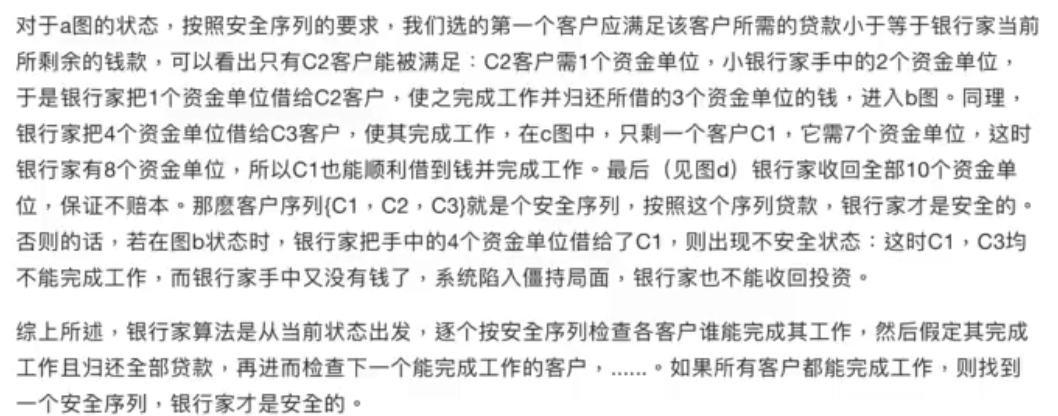 对于a图的状态，按照安全序列的要求，我们选的第一个客户应满足该客户所需的贷款小于等于银行家当前
所剩余的钱款，可以看出只有C2客户能被满足：C2客户需1个资金单位，小银行家手中的2个资金单位，
于是银行家把1个资金单位借给C2客户，使之完成工作并归还所借的3个资金单位的钱，进入b图。同理，
银行家把4个资金单位借给C3客户，使其完成工作，在c图中，只剩一个客户C1，它需7个资金单位，这时
银行家有8个资金单位，所以C1也能顺利借到钱并完成工作。最后（见图d）银行家收回全部10个资金单
位，保证不赔本。那麽客户序列{C1，C2，C3}就是个安全序列，按照这个序列贷款，银行家才是安全的。
否则的话，若在图b状态时，银行家把手中的4个资金单位借给了C1，则出现不安全状态：这时C1，C3均
不能完成工作，而银行家手中又没有钱了，系统陷入僵持局面，银行家也不能收回投资。
综上所述，银行家算法是从当前状态出发，逐个按安全序列检查各客户谁能完成其工作，然后假定其完成
工作且归还全部贷款，再进而检查下一个能完成工作的客户，......。如果所有客户都能完成工作，则找到
一个安全序列，银行家才是安全的。